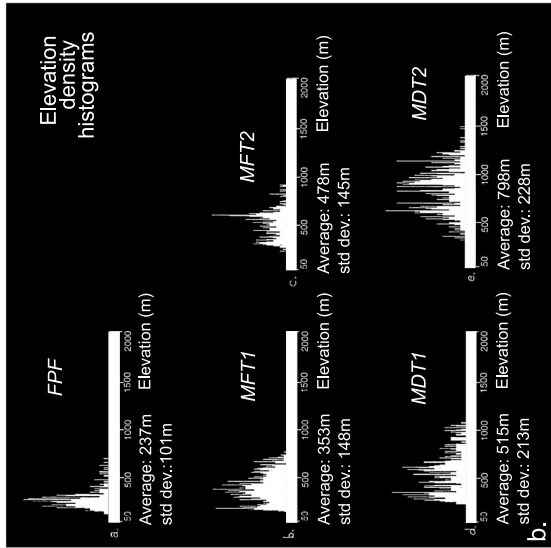 Elevation
density
histograms
FPF
a.
50 500 1000 1500 2000
Average: 237m Elevation (m)
std dev.:101m
MFT1
b.
50 500 1000 1500 2000
Average: 353m Elevation (m)
std dev.: 148m
MFT2
c.
50 500 1000 1500 2000
Average: 478m Elevation (m)
std dev.: 145m
MDT1
d.
50 500 1000 1500 2000
Average: 515m Elevation (m)
std dev.: 213m
MDT2
e.
50 500 1000 1500 2000
Average: 798m Elevation (m)
std dev.: 228m
b.